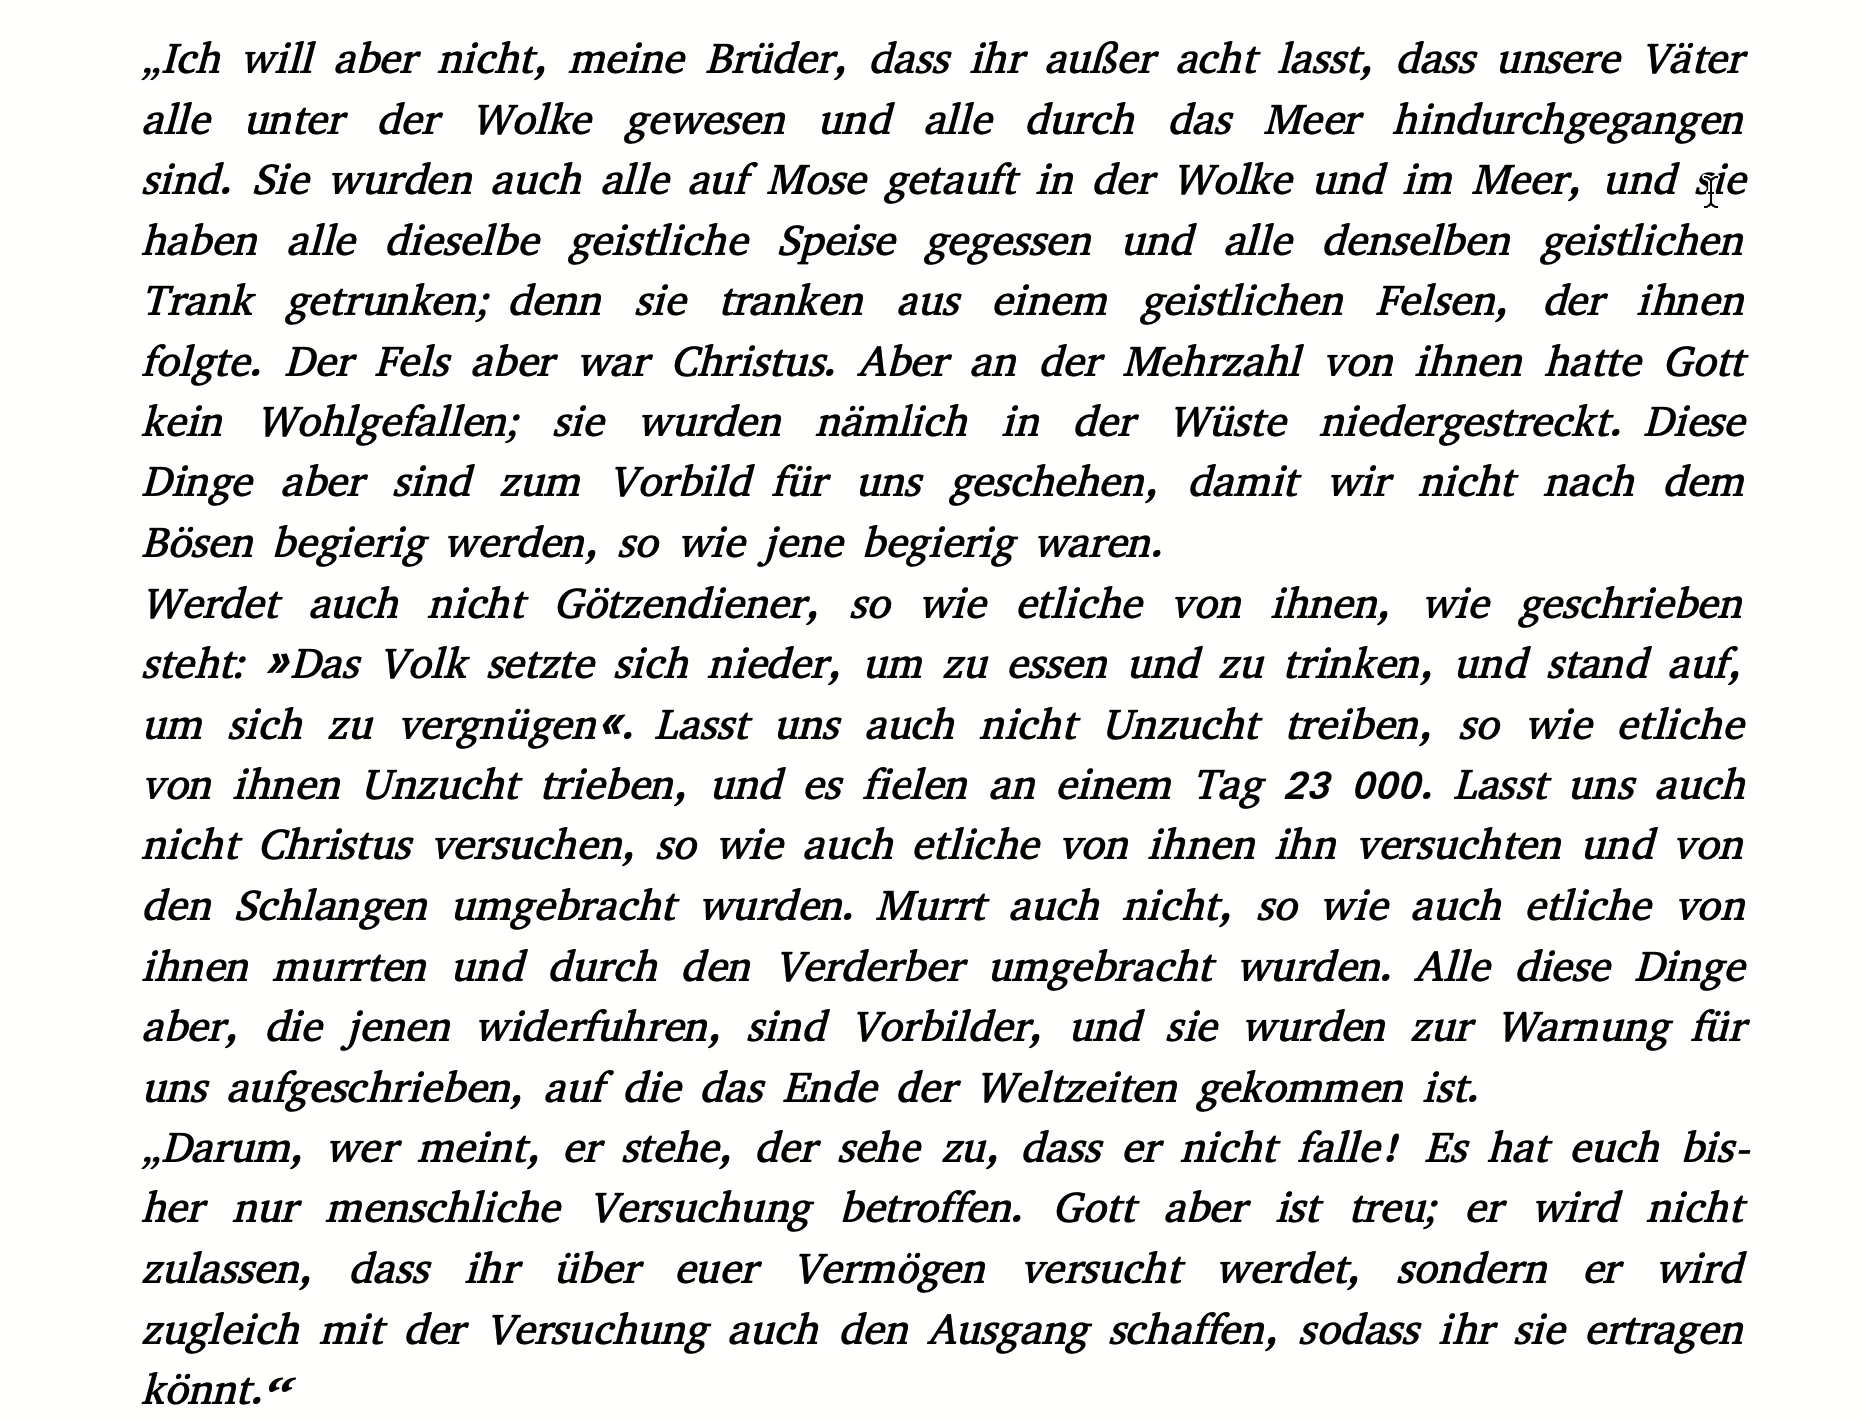 „Ich will aber nicht, meine Brüder, dass ihr außer acht lasst, dass unsere Väter
alle unter der Wolke gewesen und alle durch das Meer hindurchgegangen
sind. Sie wurden auch alle auf Mose getauft in der Wolke und im Meer, und sie
haben alle dieselbe geistliche Speise gegessen und alle denselben geistlichen
Trank getrunken; denn sie tranken aus einem geistlichen Felsen, der ihnen
folgte. Der Fels aber war Christus. Aber an der Mehrzahl von ihnen hatte Gott
kein Wohlgefallen; sie wurden nämlich in der Wüste niedergestreckt. Diese
Dinge aber sind zum Vorbild für uns geschehen, damit wir nicht nach dem
Bösen begierig werden, so wie jene begierig waren.
Werdet auch nicht Götzendiener, so wie etliche von ihnen, wie geschrieben
steht: »Das Volk setzte sich nieder, um zu essen und zu trinken, und stand auf,
um sich zu vergnügen«. Lasst uns auch nicht Unzucht treiben, so wie etliche
von ihnen Unzucht trieben, und es fielen an einem Tag 23 000. Lasst uns auch
nicht Christus versuchen, so wie auch etliche von ihnen ihn versuchten und von
den Schlangen umgebracht wurden. Murrt auch nicht, so wie auch etliche von
ihnen murrten und durch den Verderber umgebracht wurden. Alle diese Dinge
aber, die jenen widerfuhren, sind Vorbilder, und sie wurden zur Warnung für
uns aufgeschrieben, auf die das Ende der Weltzeiten gekommen ist.
„Darum, wer meint, er stehe, der sehe zu, dass er nicht falle! Es hat euch bis-
her nur menschliche Versuchung betroffen. Gott aber ist treu; er wird nicht
zulassen, dass ihr über euer Vermögen versucht werdet, sondern er wird
zugleich mit der Versuchung auch den Ausgang schaffen, sodass ihr sie ertragen
könnt.“